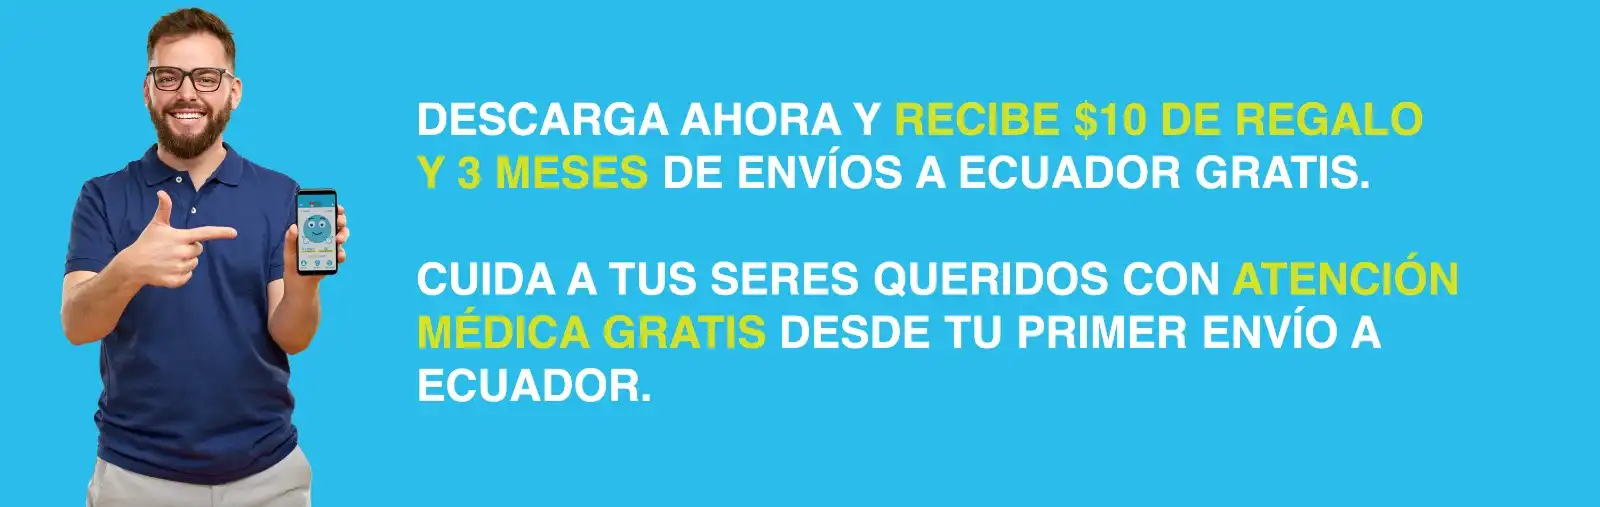 DESCARGA AHORA Y RECIBE $10 DE REGALO
Y 3 MESES DE ENVÍOS A ECUADOR GRATIS.
CUIDA A TUS SERES QUERIDOS CON ATENCIÓN
MÉDICA GRATIS DESDE TU PRIMER ENVÍO A
ECUADOR.